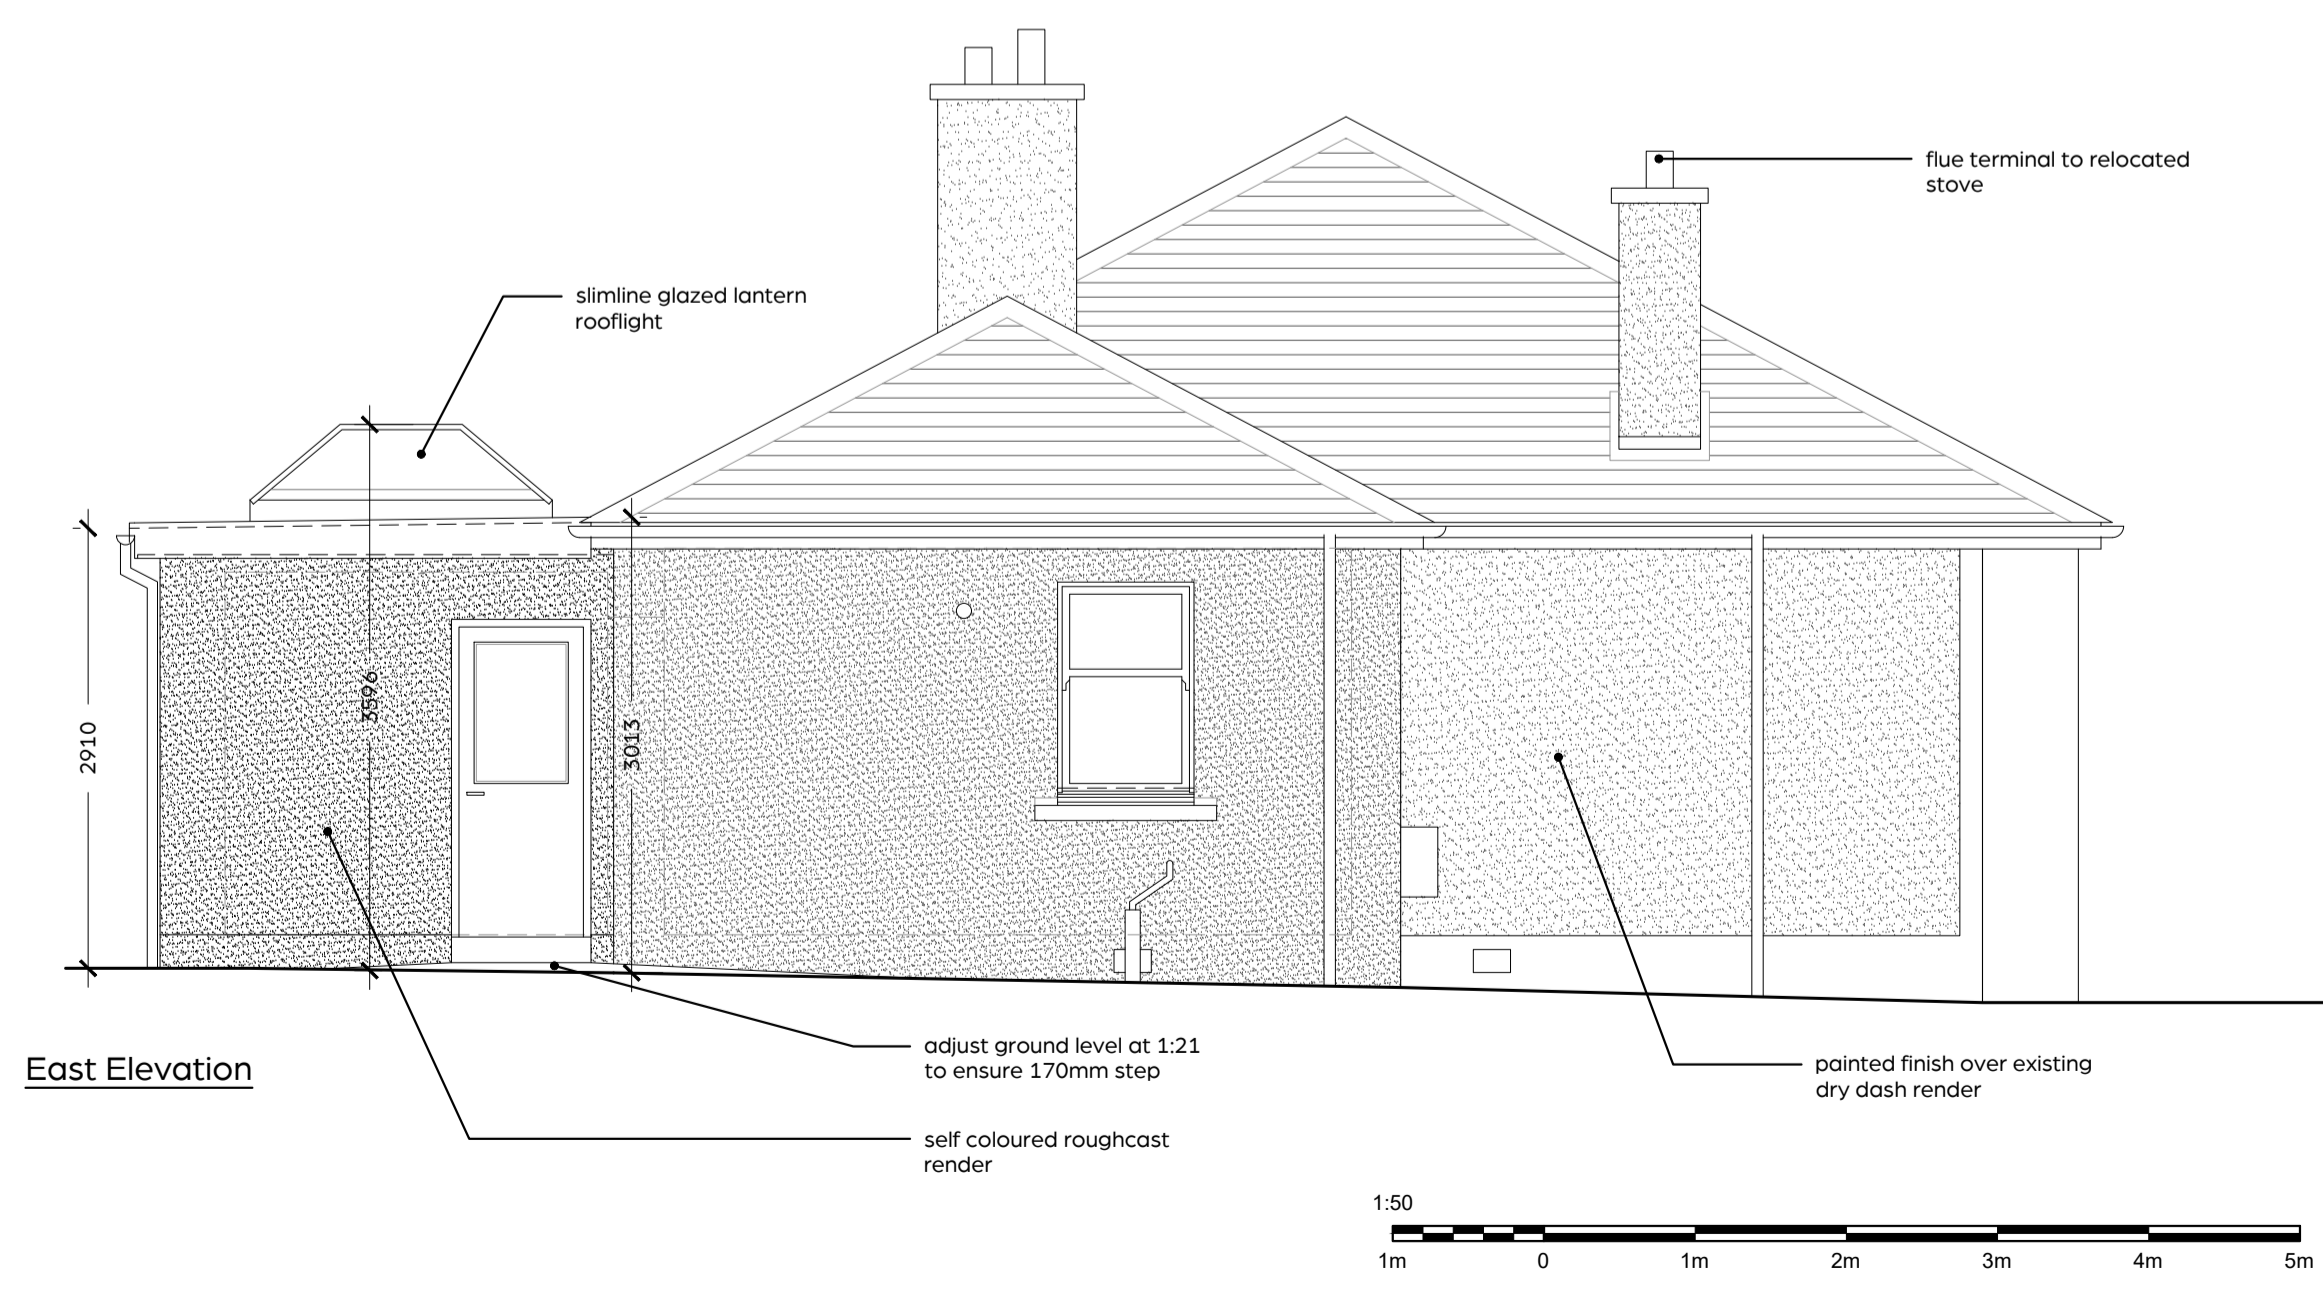 flue terminal to relocated
stove
slimline glazed lantern
rooflight
2910
3596
3013
adjust ground level at 1:21
to ensure 170mm step
East Elevation
painted finish over existing
dry dash render
self coloured roughcast
render
1:50
1m 0 1m 2m 3m 4m 5m